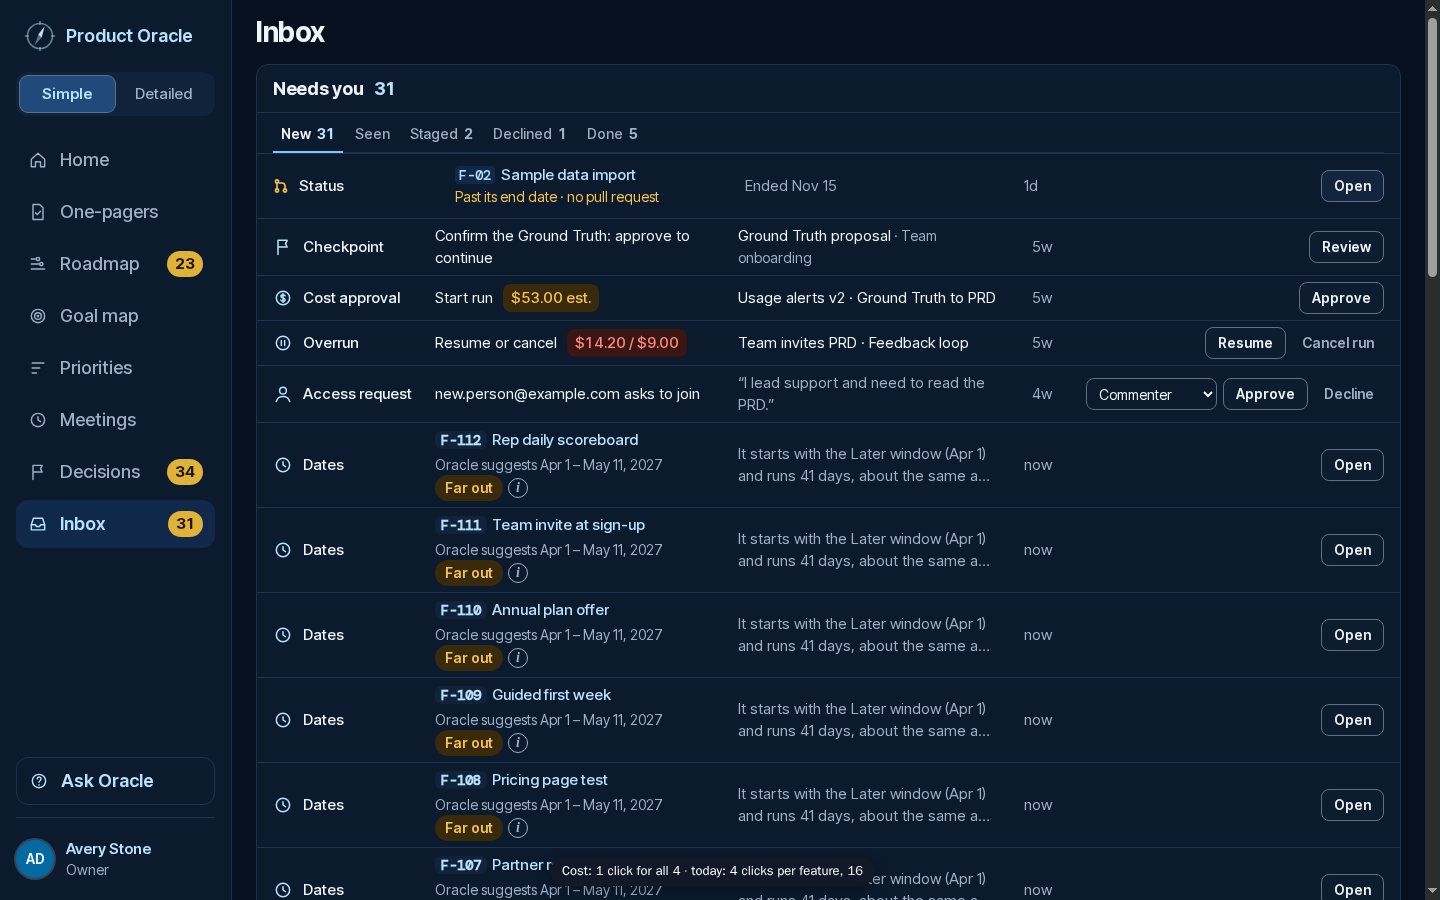 Product Oracle
Simple Detailed
Home
One-pagers
Roadmap 23
Goal map
Priorities
Meetings
Decisions 34
Inbox 31
Ask Oracle
AD Avery Stone
Owner
Inbox
Needs you 31
New 31 Seen Staged 2 Declined 1 Done 5
Status F-02 Sample data import Ended Nov 15 1d Open
Past its end date · no pull request
Checkpoint Confirm the Ground Truth: approve to Ground Truth proposal · Team 5w Review
continue onboarding
Cost approval Start run $53.00 est. Usage alerts v2 · Ground Truth to PRD 5w Approve
Overrun Resume or cancel $14.20 / $9.00 Team invites PRD · Feedback loop 5w Resume Cancel run
Access request new.person@example.com asks to join “I lead support and need to read the 4w Commenter Approve Decline
PRD.”
F-112 Rep daily scoreboard
Dates Oracle suggests Apr 1 – May 11, 2027 It starts with the Later window (Apr 1) now Open
Far out i and runs 41 days, about the same a…
F-111 Team invite at sign-up
Dates Oracle suggests Apr 1 – May 11, 2027 It starts with the Later window (Apr 1) now Open
Far out i and runs 41 days, about the same a…
F-110 Annual plan offer
Dates Oracle suggests Apr 1 – May 11, 2027 It starts with the Later window (Apr 1) now Open
Far out i and runs 41 days, about the same a…
F-109 Guided first week
Dates Oracle suggests Apr 1 – May 11, 2027 It starts with the Later window (Apr 1) now Open
Far out i and runs 41 days, about the same a…
F-108 Pricing page test
Dates Oracle suggests Apr 1 – May 11, 2027 It starts with the Later window (Apr 1) now Open
Far out i and runs 41 days, about the same a…
F-107 Partner
Cost: 1 click for all 4 · today: 4 clicks per feature, 16
Dates Oracle suggests Apr 1 – May 11, 2027 window (Apr 1) now Open